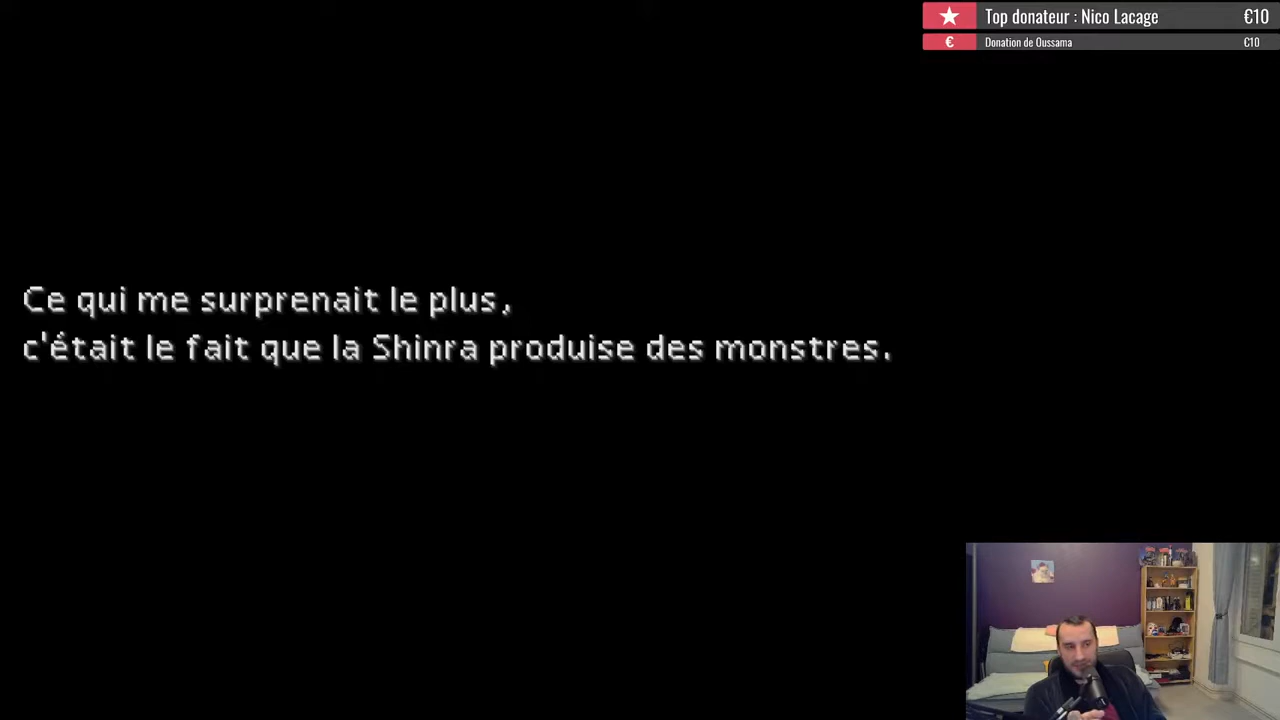 Top donateur : Nico Lacage €10
€ Donation de Oussama €10
Ce qui me surprenait le plus,
c'était le fait que la Shinra produise des monstres.